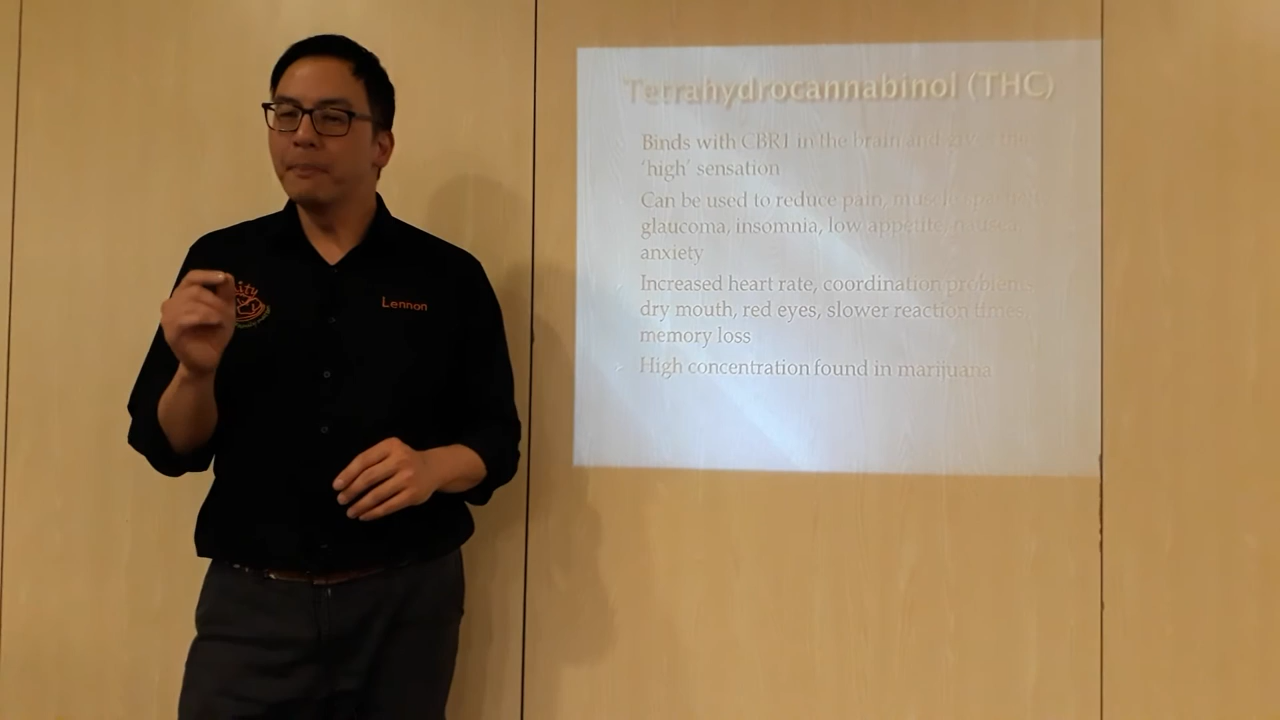 Tetrahydrocannabinol (THC)
Binds with CBR1 in the brain and gives the
'high' sensation
Can be used to reduce pain, muscle spasticity,
glaucoma, insomnia, low appetite, nausea,
anxiety
Increased heart rate, coordination problems,
dry mouth, red eyes, slower reaction times,
memory loss
High concentration found in marijuana
Lennon